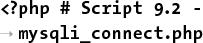 <?php # Script 9.2 -
→ mysqli_connect.php